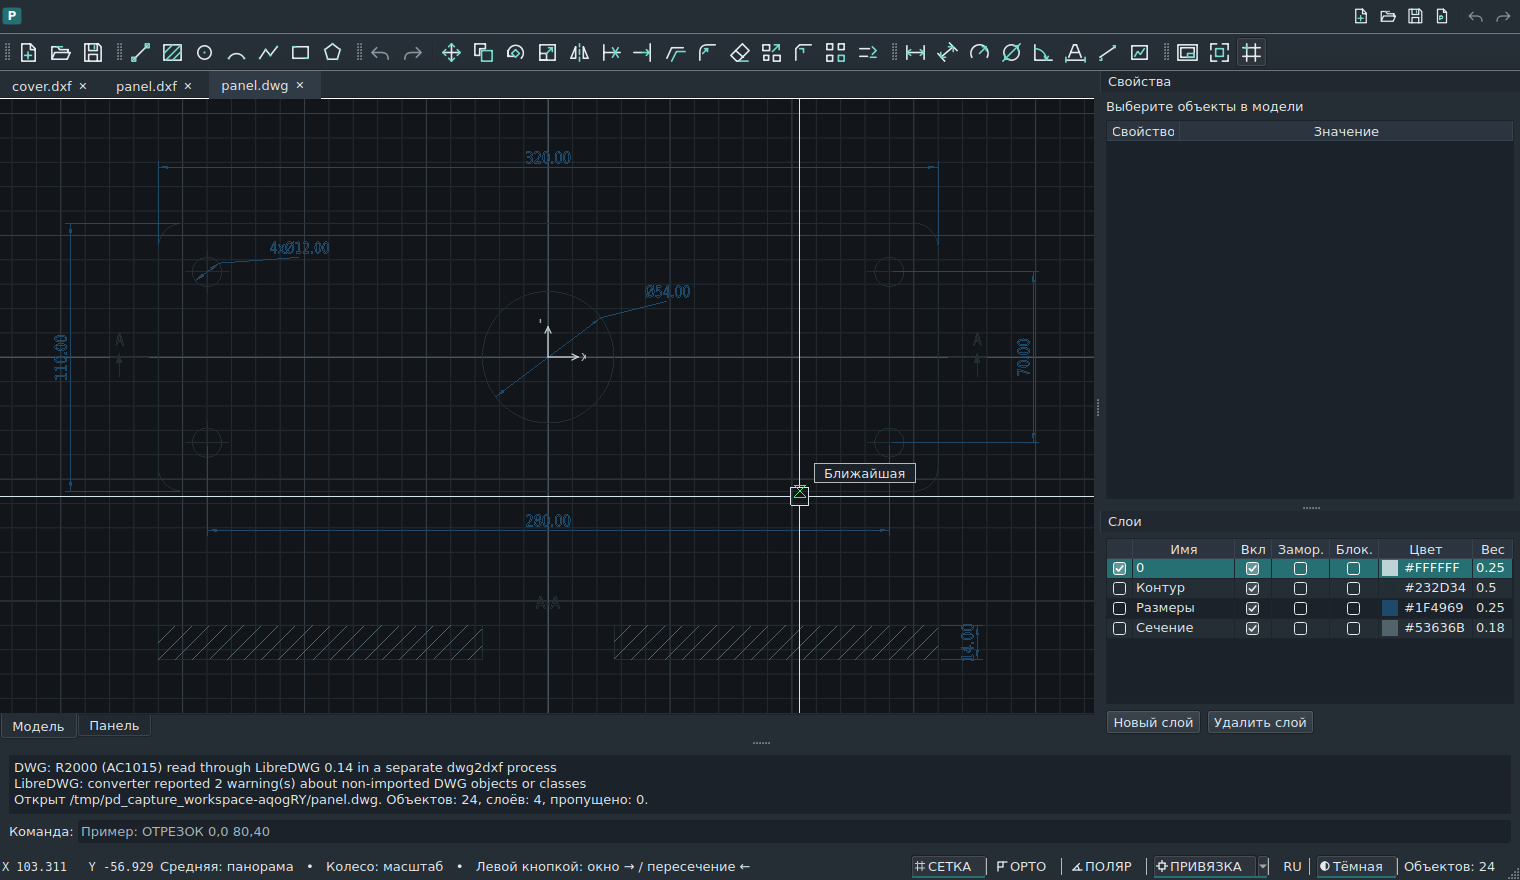 P
cover.dxf × panel.dxf × panel.dwg ×
Свойства
Выберите объекты в модели
Свойство Значение
320.00
4xØ12.00
Ø54.00
110.00
A
A
70.00
X
Ближайшая
280.00
A-A
14.00
Слои
Имя Вкл Замор. Блок. Цвет Вес
0 #FFFFFF 0.25
Контур #232D34 0.5
Размеры #1F4969 0.25
Сечение #53636B 0.18
Новый слой Удалить слой
Модель Панель
DWG: R2000 (AC1015) read through LibreDWG 0.14 in a separate dwg2dxf process
LibreDWG: converter reported 2 warning(s) about non-imported DWG objects or classes
Открыт /tmp/pd_capture_workspace-aqogRY/panel.dwg. Объектов: 24, слоёв: 4, пропущено: 0.
Команда: Пример: ОТРЕЗОК 0,0 80,40
X 103.311 Y -56.929 Средняя: панорама • Колесо: масштаб • Левой кнопкой: окно → / пересечение ← СЕТКА ОРТО ПОЛЯР ПРИВЯЗКА RU Тёмная Объектов: 24